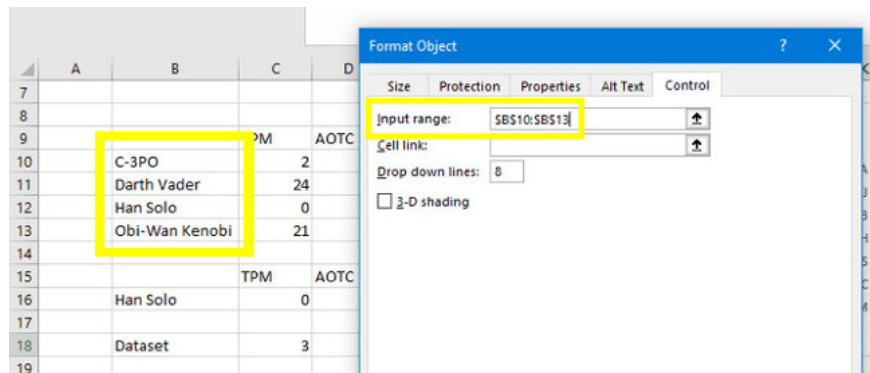 Format Object ? ×
A B C D
Size Protection Properties Alt Text Control
7
8
Input range: $B$10:$B$13
9 PM AOTC
Cell link:
10 C-3PO 2
Drop down lines: 8
11 Darth Vader 24
3-D shading
12 Han Solo 0
13 Obi-Wan Kenobi 21
14
15 TPM AOTC
16 Han Solo 0
17
18 Dataset 3
19